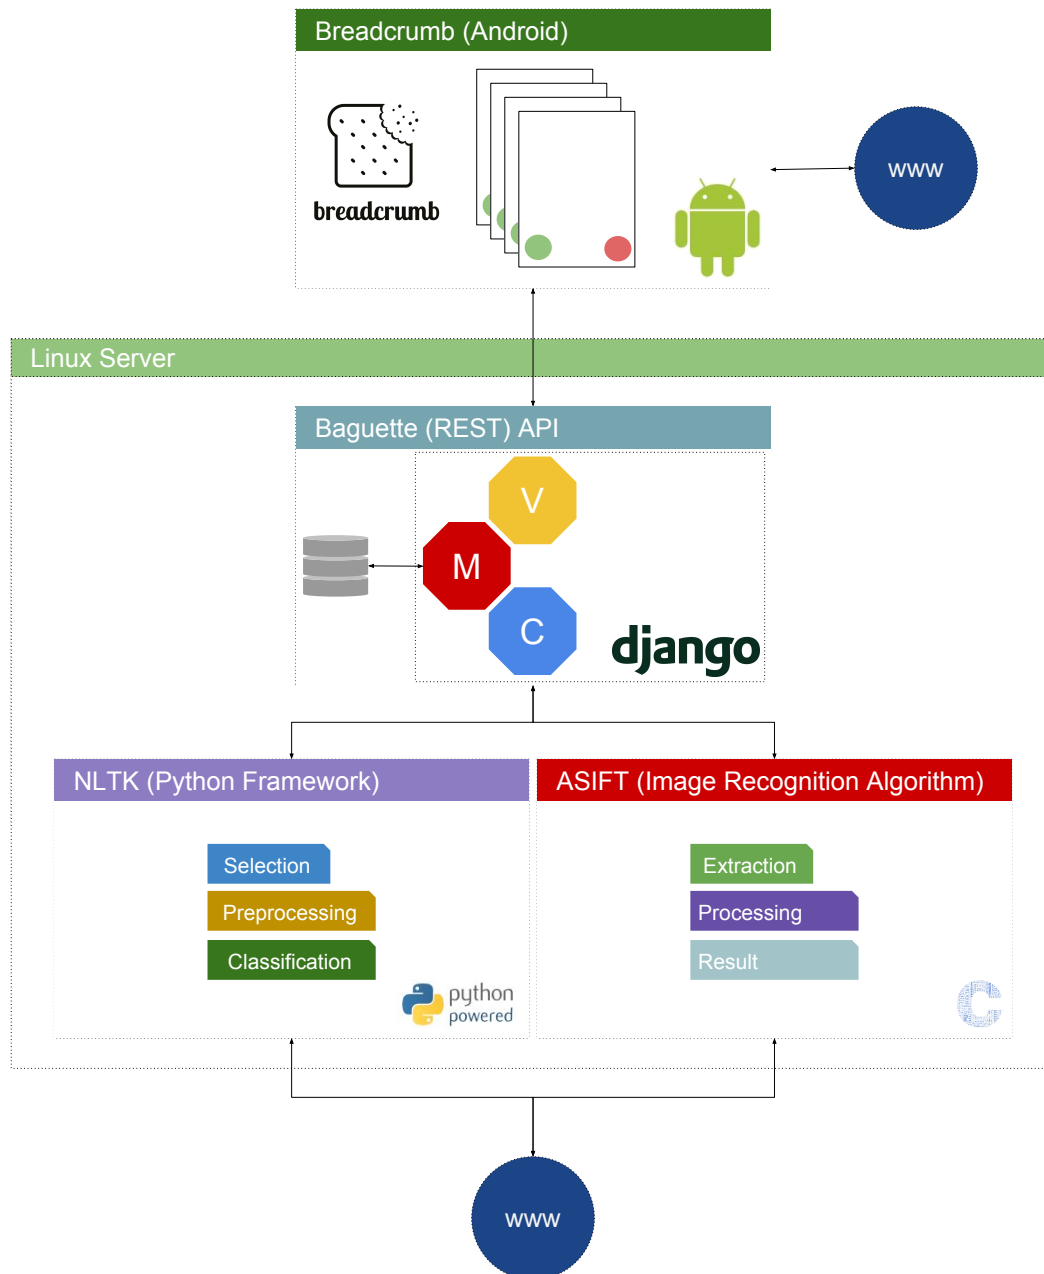 Breadcrumb (Android)
breadcrumb
www
Linux Server
Baguette (REST) API
V
M
C
django
NLTK (Python Framework)
ASIFT (Image Recognition Algorithm)
Selection
Preprocessing
Classification
python
powered
Extraction
Processing
Result
C
www